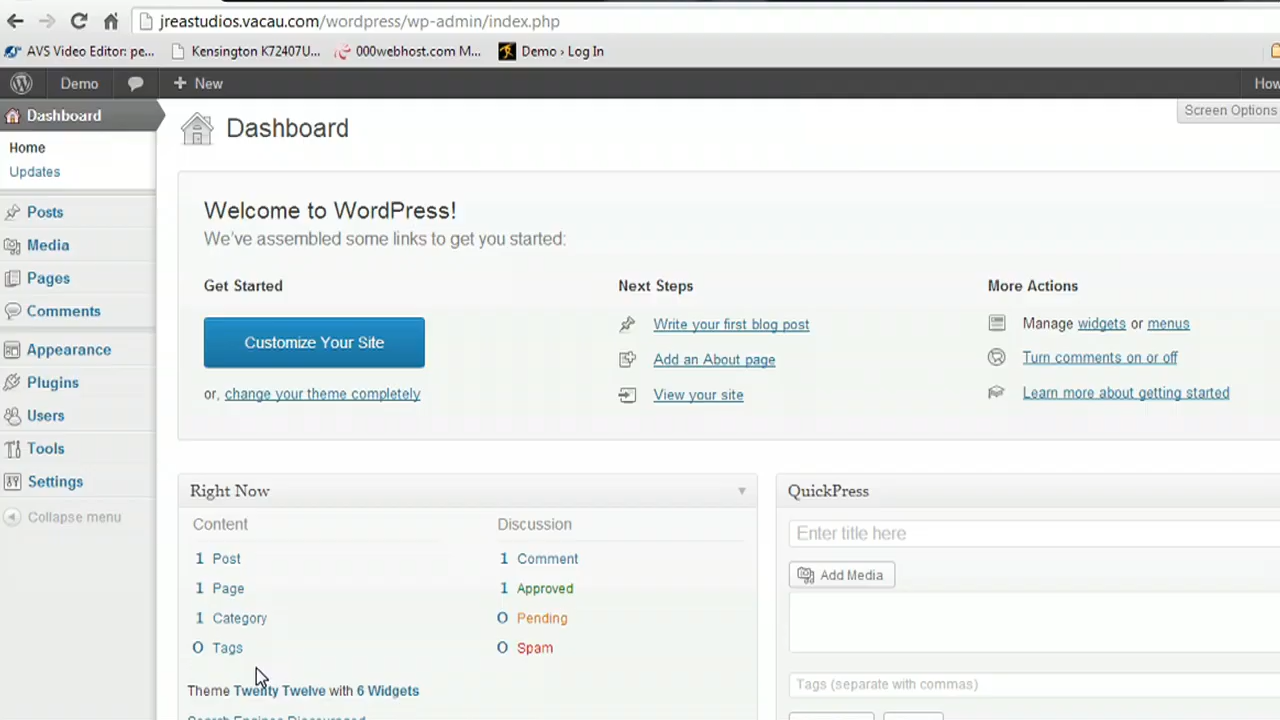 jreastudios.vacau.com/wordpress/wp-admin/index.php
AVS Video Editor: pe... Kensington K72407U... 000webhost.com M... Demo › Log In
Demo + New How
Dashboard
Home
Updates
Posts
Media
Pages
Comments
Appearance
Plugins
Users
Tools
Settings
Collapse menu
Dashboard
Screen Options
Welcome to WordPress!
We've assembled some links to get you started:
Get Started
Customize Your Site
or, change your theme completely
Next Steps
Write your first blog post
Add an About page
View your site
More Actions
Manage widgets or menus
Turn comments on or off
Learn more about getting started
Right Now
Content
1 Post
1 Page
1 Category
0 Tags
Discussion
1 Comment
1 Approved
0 Pending
0 Spam
Theme Twenty Twelve with 6 Widgets
Search Engines Discouraged
QuickPress
Enter title here
Add Media
Tags (separate with commas)